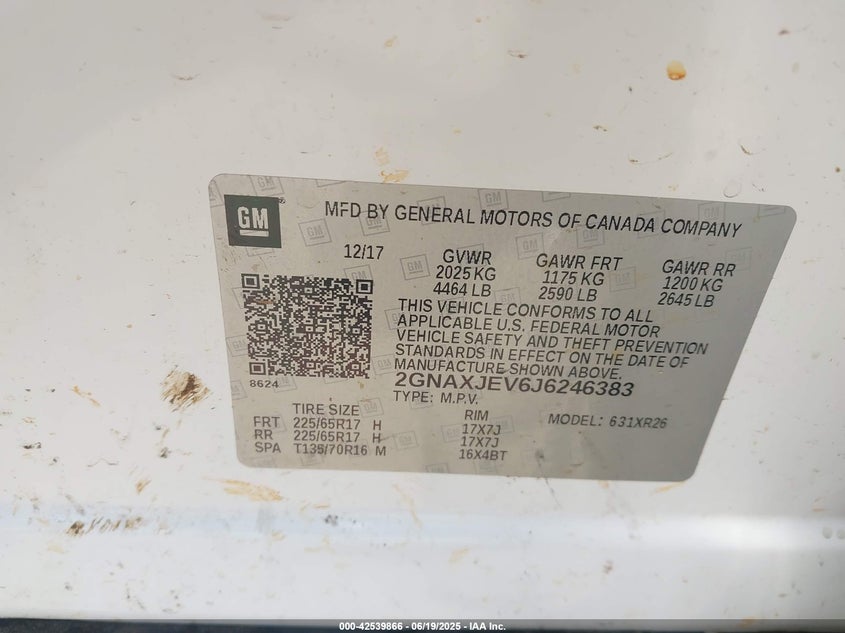 GM
®
MFD BY GENERAL MOTORS OF CANADA COMPANY
12/17
GVWR
2025 KG
4464 LB
GAWR FRT
1175 KG
2590 LB
GAWR RR
1200 KG
2645 LB
THIS VEHICLE CONFORMS TO ALL
APPLICABLE U.S. FEDERAL MOTOR
VEHICLE SAFETY AND THEFT PREVENTION
STANDARDS IN EFFECT ON THE DATE OF
MANUFACTURE SHOWN ABOVE.
2GNAXJEV6J6246383
TYPE: M.P.V.
8624
TIRE SIZE
FRT 225/65R17 H
RR 225/65R17 H
SPA T135/70R16 M
RIM
17X7J
17X7J
16X4BT
MODEL: 631XR26
000-42539866 - 06/19/2025 - IAA Inc.